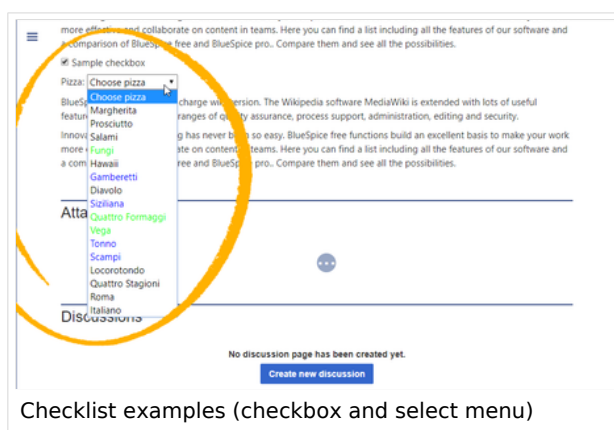 more effective and collaborate on content in teams. Here you can find a list including all the features of our software and
a comparison of BlueSpice free and BlueSpice pro.. Compare them and see all the possibilities.
Sample checkbox
Pizza: Choose pizza
Choose pizza
Margherita
Prosciutto
Salami
Fungi
Hawaii
Gamberetti
Diavolo
Siziliana
Quattro Formaggi
Vega
Tonno
Scampi
Locorotondo
Quattro Stagioni
Roma
Italiano
charge wiki version. The Wikipedia software MediaWiki is extended with lots of useful
ranges of quality assurance, process support, administration, editing and security.
Innova g has never been so easy. BlueSpice free functions build an excellent basis to make your work
more ate on content in teams. Here you can find a list including all the features of our software and
a com ree and BlueSpice pro.. Compare them and see all the possibilities.
Atta
Discussions
No discussion page has been created yet.
Create new discussion
Checklist examples (checkbox and select menu)